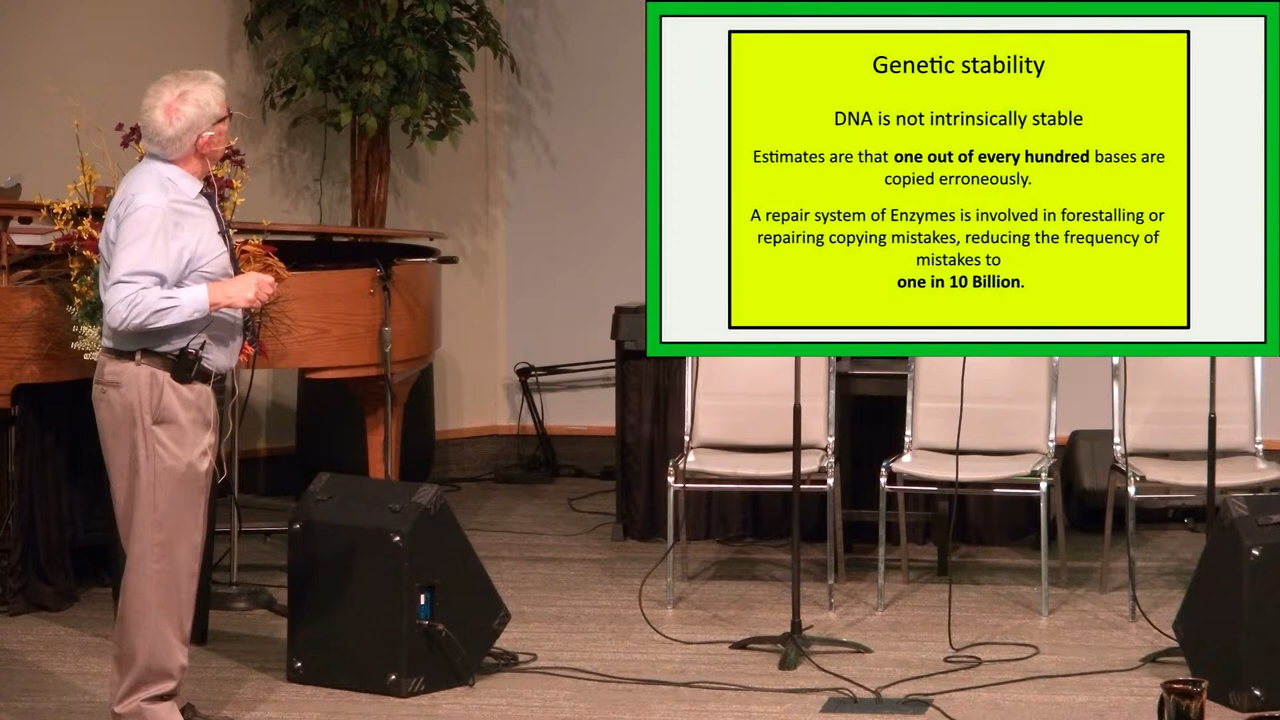 Genetic stability
DNA is not intrinsically stable
Estimates are that one out of every hundred bases are
copied erroneously.
A repair system of Enzymes is involved in forestalling or
repairing copying mistakes, reducing the frequency of
mistakes to
one in 10 Billion.